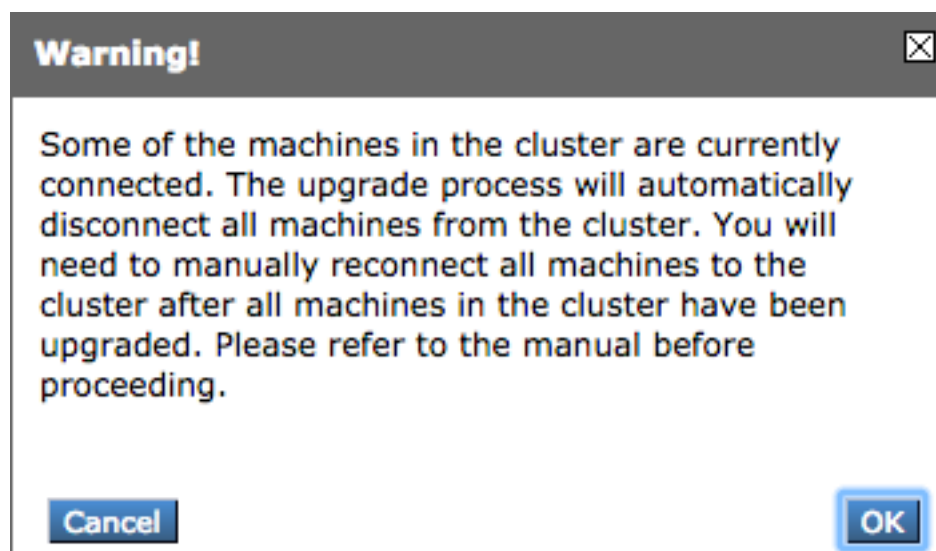 Warning!
Some of the machines in the cluster are currently
connected. The upgrade process will automatically
disconnect all machines from the cluster. You will
need to manually reconnect all machines to the
cluster after all machines in the cluster have been
upgraded. Please refer to the manual before
proceeding.
Cancel
OK